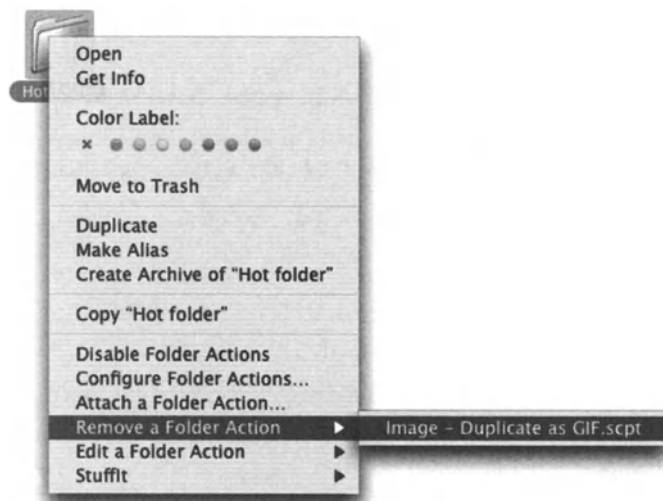 Hot
Open
Get Info
Color Label:
×
Move to Trash
Duplicate
Make Alias
Create Archive of “Hot folder”
Copy “Hot folder”
Disable Folder Actions
Configure Folder Actions...
Attach a Folder Action...
Remove a Folder Action
Image – Duplicate as GIF.scpt
Edit a Folder Action
StuffIt